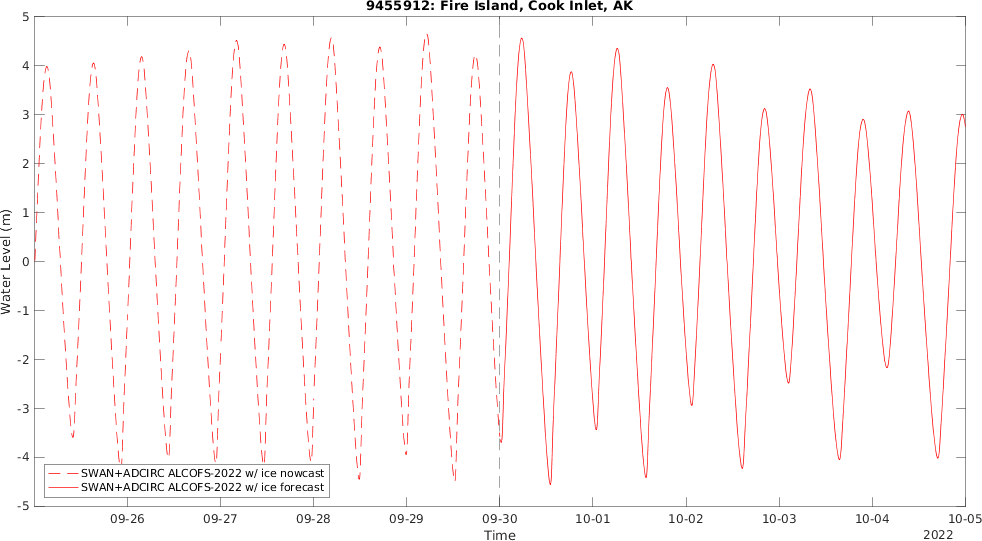 9455912: Fire Island, Cook Inlet, AK
5
4
3
2
1
0
-1
-2
-3
-4
-5
Water Level (m)
SWAN+ADCIRC ALCOFS-2022 w/ ice nowcast
SWAN+ADCIRC ALCOFS-2022 w/ ice forecast
09-26 09-27 09-28 09-29 09-30 10-01 10-02 10-03 10-04 10-05
Time
2022